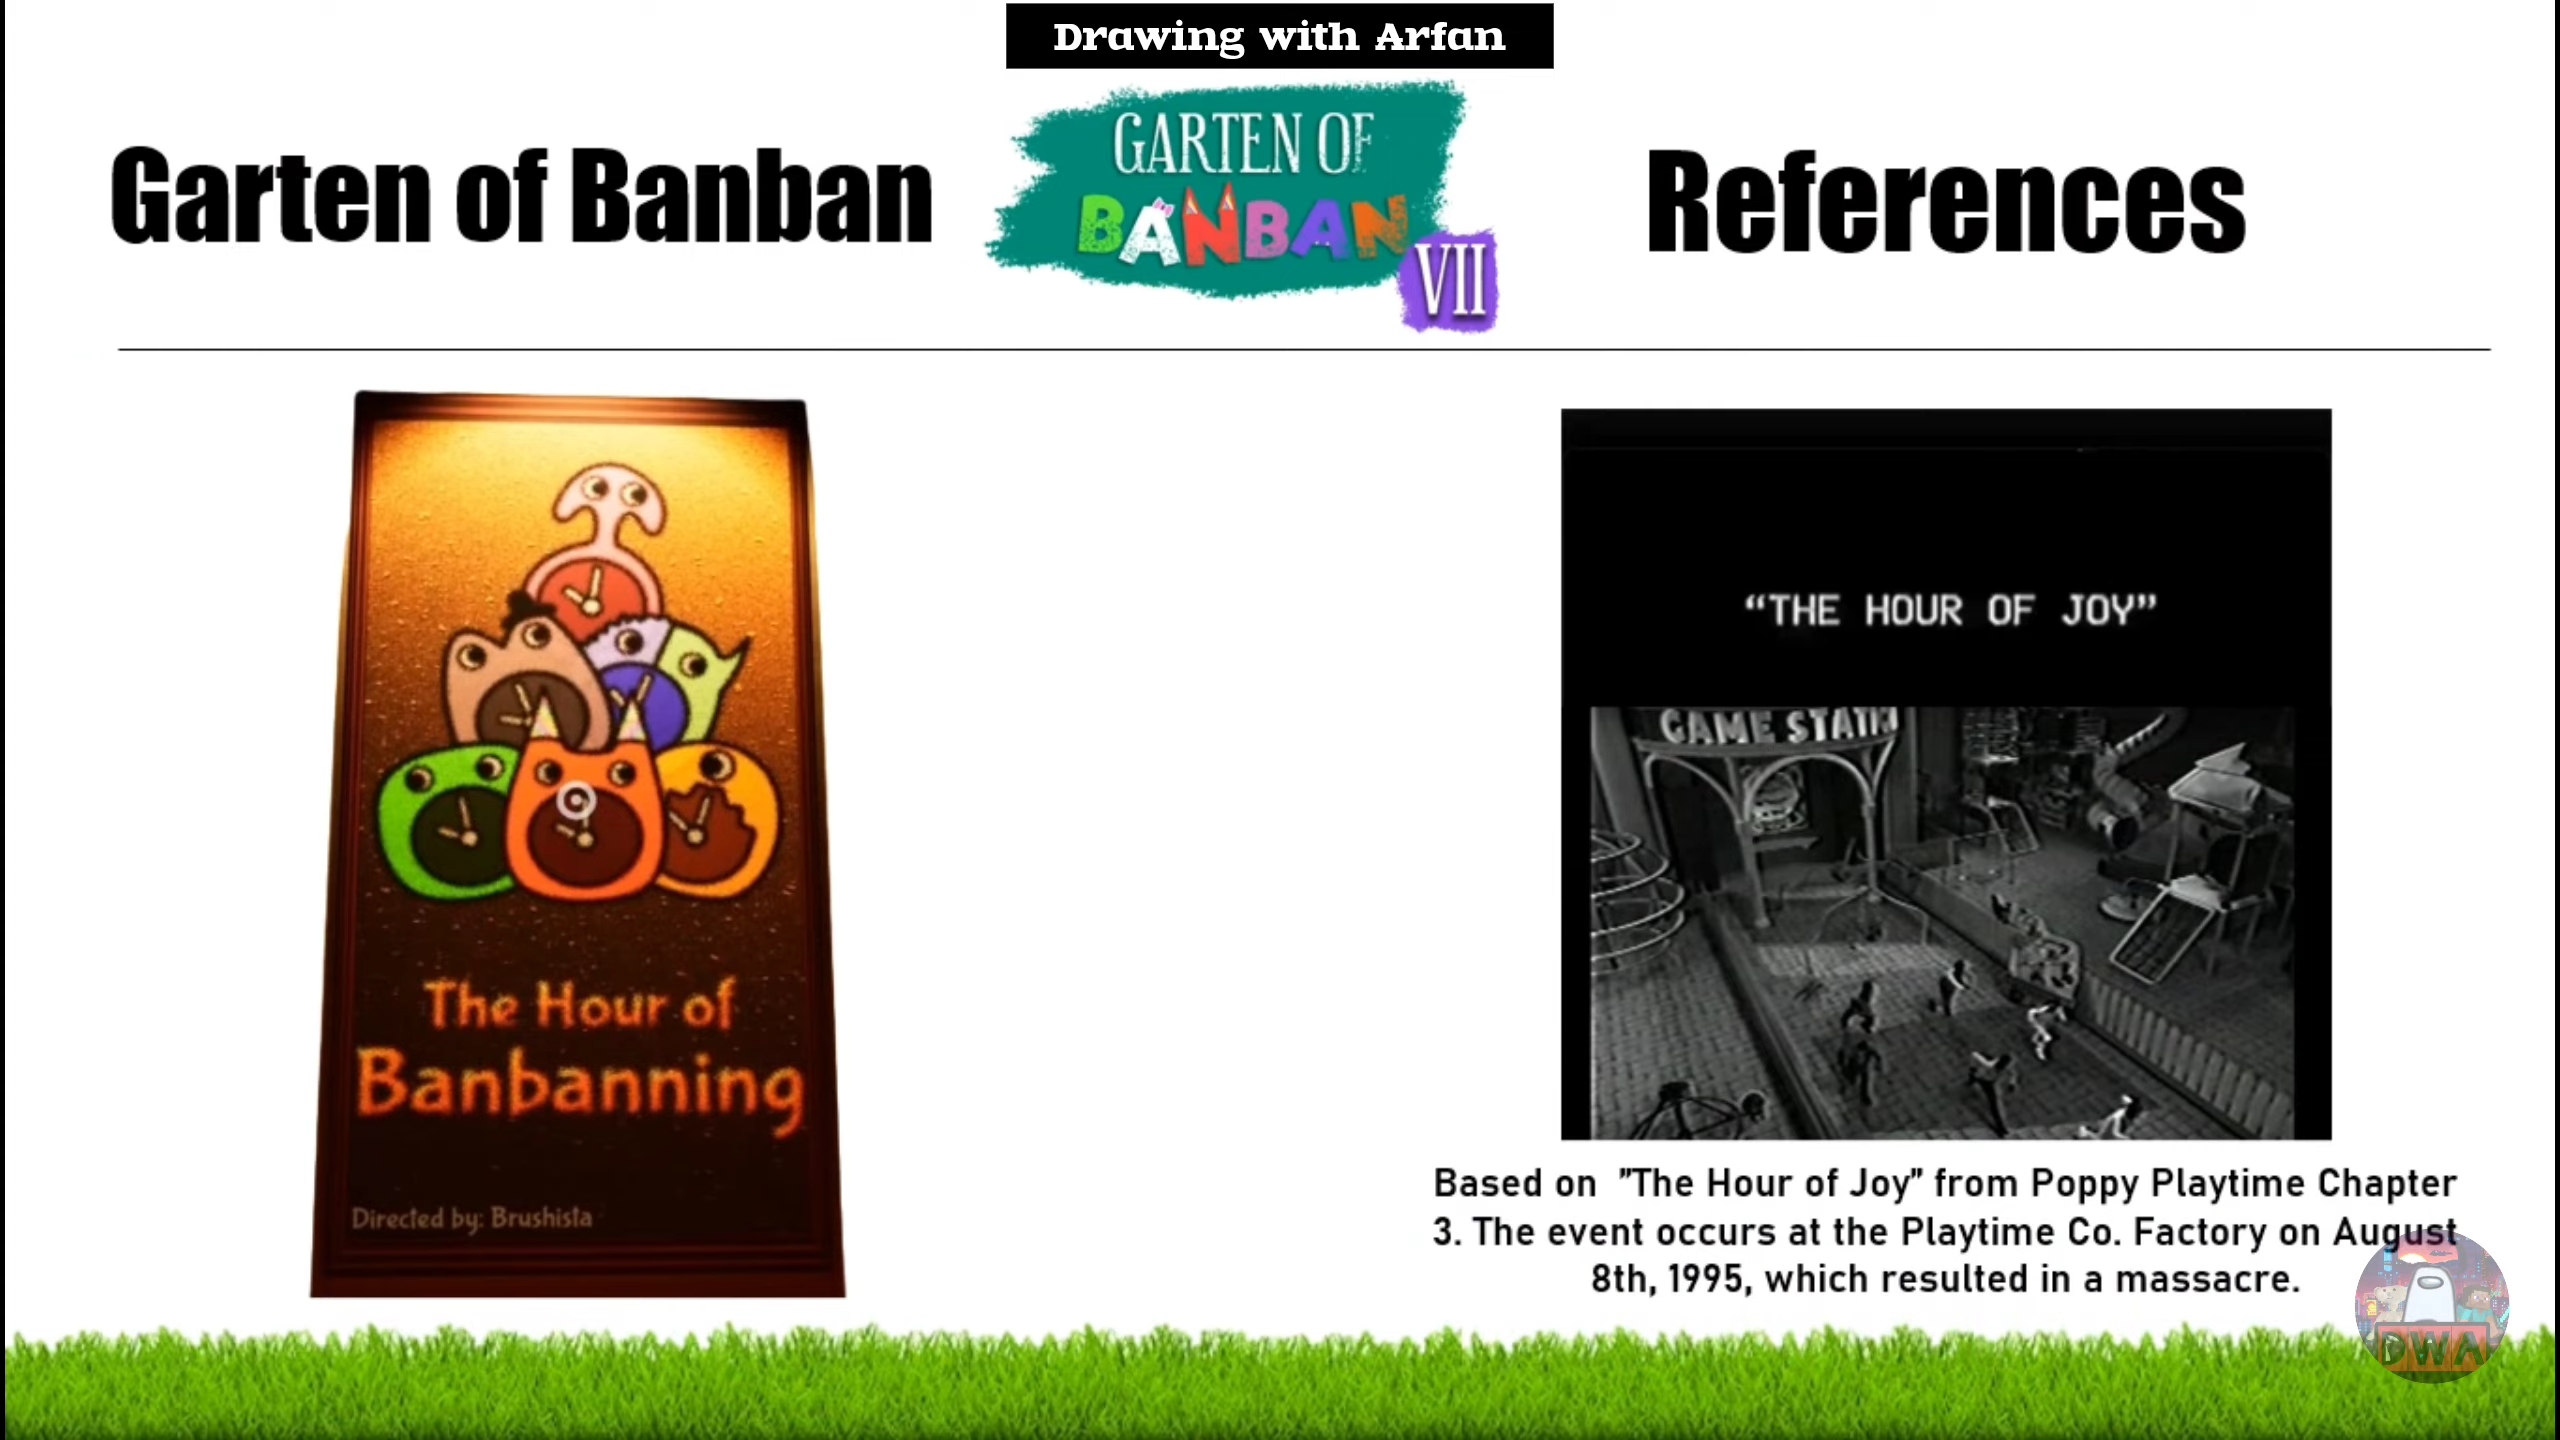 Drawing with Arfan
Garten of Banban
GARTEN OF
BANBAN
VII
References
The Hour of
Banbanning
Directed by: Brushista
“THE HOUR OF JOY”
GAME STATI
Based on "The Hour of Joy" from Poppy Playtime Chapter
3. The event occurs at the Playtime Co. Factory on August
8th, 1995, which resulted in a massacre.
DWA